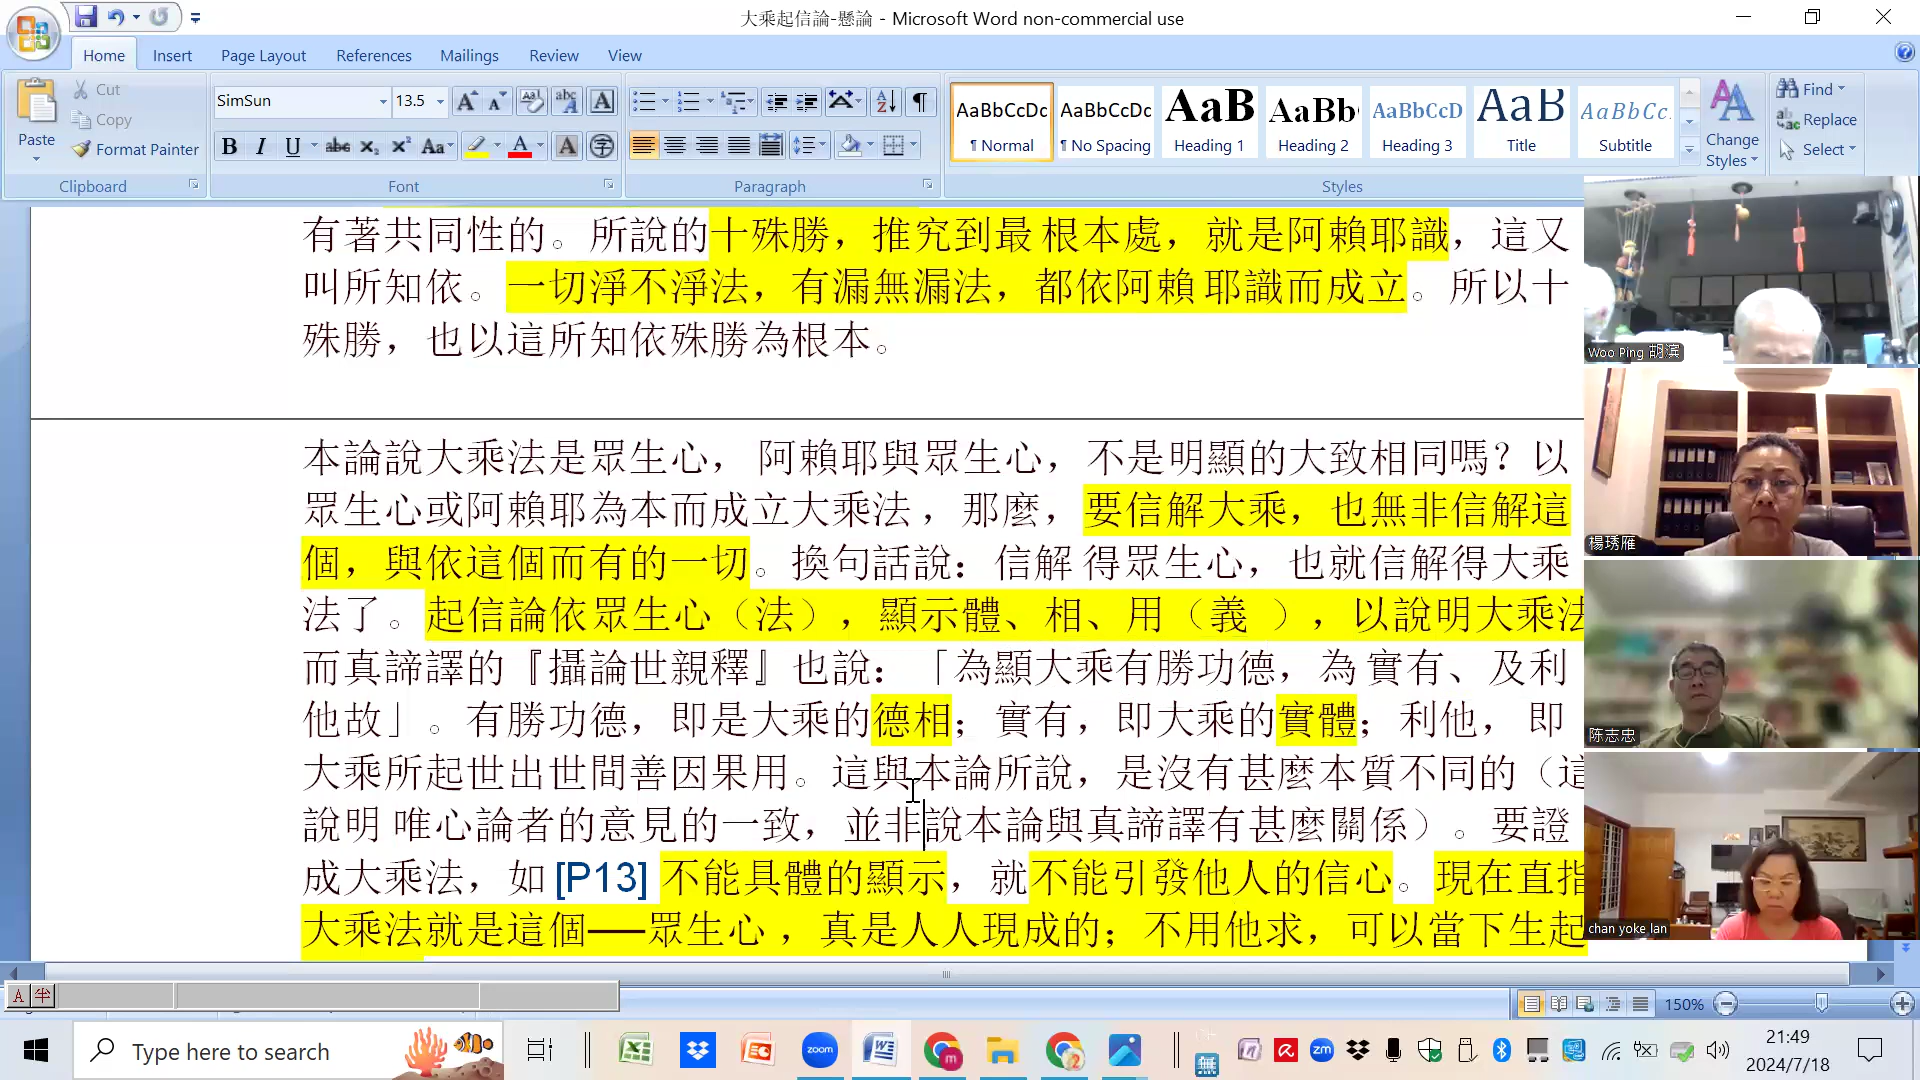 大乘起信論-懸論 - Microsoft Word non-commercial use
Home Insert Page Layout References Mailings Review View
Paste
Cut
Copy
Format Painter
Clipboard
SimSun 13.5
Font
Paragraph
AaBbCcDc AaBbCcDc AaB AaBb AaBbCcD AaB AaBbCc.
¶ Normal ¶ No Spacing Heading 1 Heading 2 Heading 3 Title Subtitle
Change Styles
Styles
Find
Replace
Select
有著共同性的。所說的十殊勝，推究到最 根本處，就是阿賴耶識，這又
叫所知依。一切淨不淨法，有漏無漏法，都依阿賴 耶識而成立。所以十
殊勝，也以這所知依殊勝為根本。
本論說大乘法是眾生心， 阿賴耶與眾生心，不是明顯的大致相同嗎？以
眾生心或阿賴耶為本而成立大乘法 ，那麼，要信解大乘，也無非信解這
個，與依這個而有的一切。換句話說：信解 得眾生心，也就信解得大乘
法了。起信論依眾生心（法），顯示體、相、用（義 ），以說明大乘法
而真諦譯的『攝論世親釋』也說：「為顯大乘有勝功德，為 實有、及利
他故」。有勝功德，即是大乘的德相；實有，即大乘的實體；利他，即
大乘所起世出世間善因果用。這與本論所說，是沒有甚麼本質不同的（這
說明 唯心論者的意見的一致，並非說本論與真諦譯有甚麼關係）。要證
成大乘法，如 [P13] 不能具體的顯示，就不能引發他人的信心。現在直指
大乘法就是這個──眾生心 ，真是人人現成的；不用他求，可以當下生起
Woo Ping 胡滨
楊琇雁
陈志忠
chan yoke lan
150%
Type here to search
zoom
21:49
2024/7/18